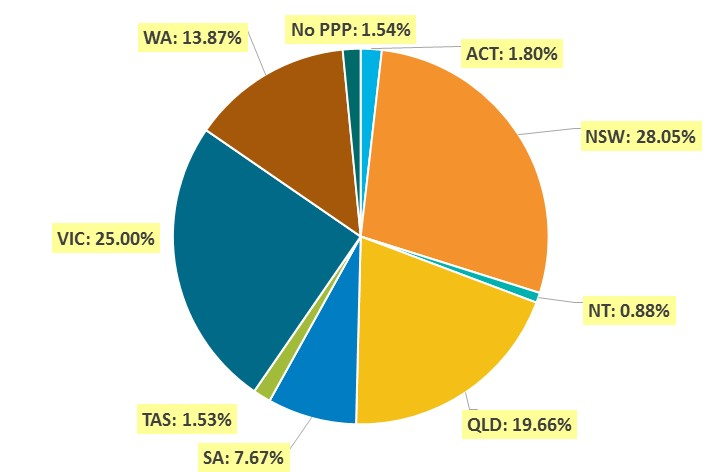 No PPP: 1.54%
WA: 13.87%
ACT: 1.80%
NSW: 28.05%
VIC: 25.00%
NT: 0.88%
TAS: 1.53%
QLD: 19.66%
SA: 7.67%